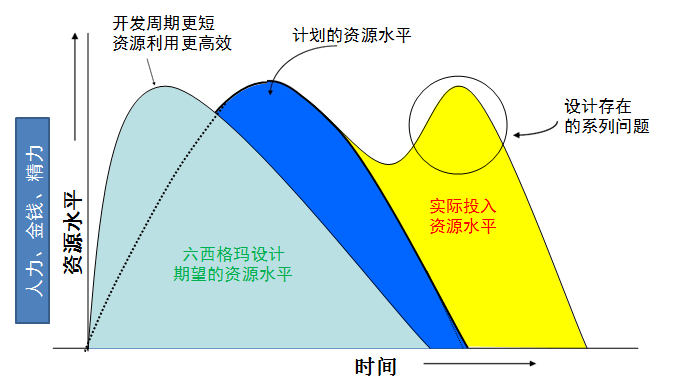 开发周期更短
资源利用更高效
计划的资源水平
设计存在
的系列问题
人力、金钱、精力
资源水平
实际投入
资源水平
六西格玛设计
期望的资源水平
时间